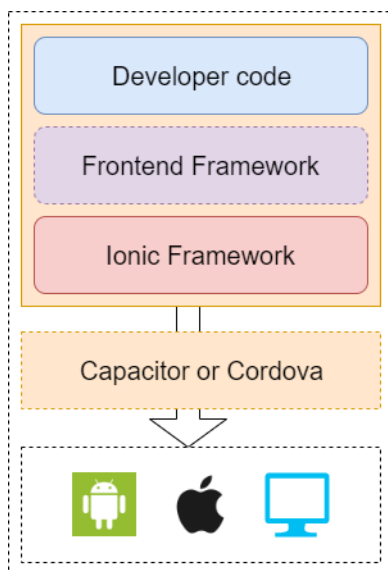 Developer code
Frontend Framework
Ionic Framework
Capacitor or Cordova